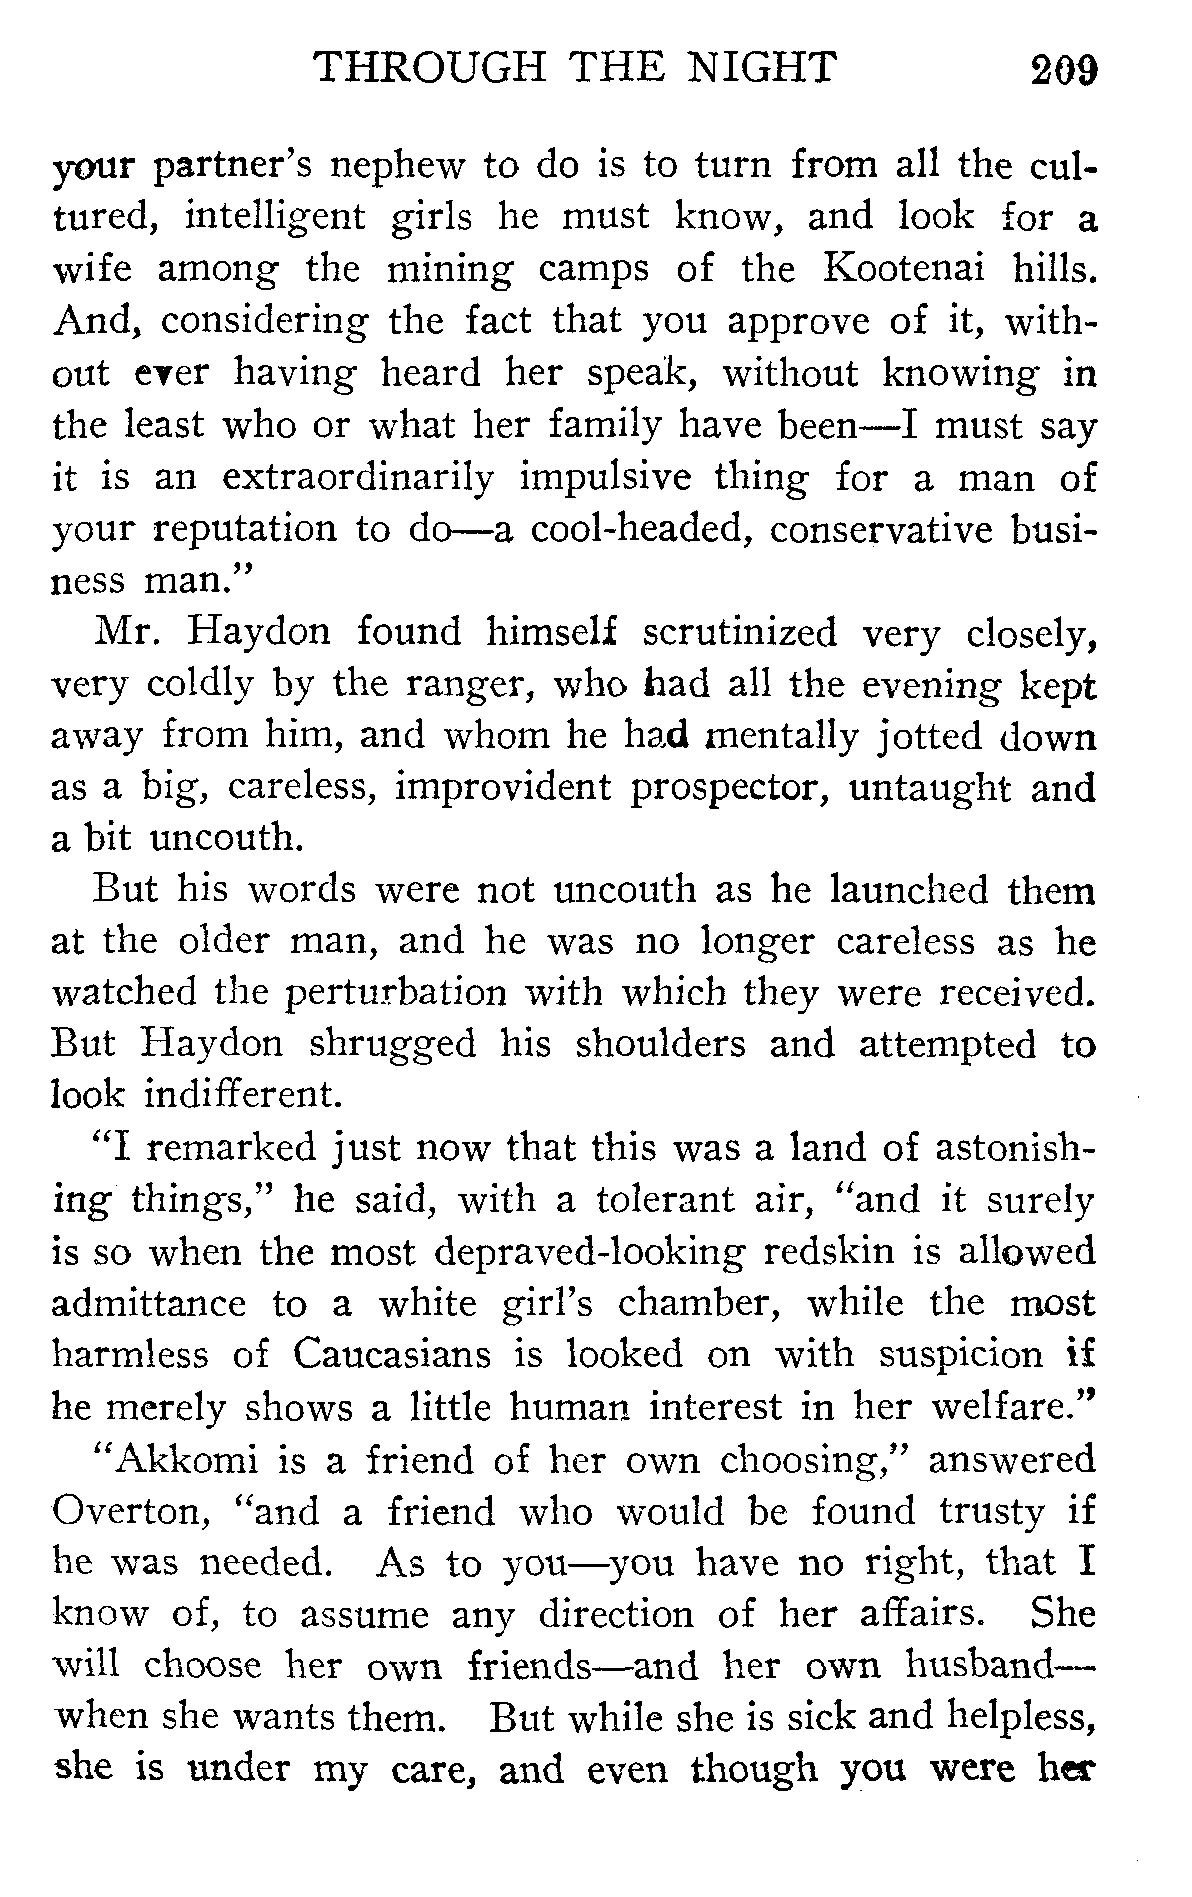 THROUGH THE NIGHT 209
your partner's nephew to do is to turn from all the cul-
tured, intelligent girls he must know, and look for a
wife among the mining camps of the Kootenai hills.
And, considering the fact that you approve of it, with-
out ever having heard her speak, without knowing in
the least who or what her family have been—I must say
it is an extraordinarily impulsive thing for a man of
your reputation to do—a cool-headed, conservative busi-
ness man."
Mr. Haydon found himself scrutinized very closely,
very coldly by the ranger, who had all the evening kept
away from him, and whom he had mentally jotted down
as a big, careless, improvident prospector, untaught and
a bit uncouth.
But his words were not uncouth as he launched them
at the older man, and he was no longer careless as he
watched the perturbation with which they were received.
But Haydon shrugged his shoulders and attempted to
look indifferent.
"I remarked just now that this was a land of astonish-
ing things," he said, with a tolerant air, "and it surely
is so when the most depraved-looking redskin is allowed
admittance to a white girl's chamber, while the most
harmless of Caucasians is looked on with suspicion if
he merely shows a little human interest in her welfare."
"Akkomi is a friend of her own choosing," answered
Overton, "and a friend who would be found trusty if
he was needed. As to you—you have no right, that I
know of, to assume any direction of her affairs. She
will choose her own friends—and her own husband—
when she wants them. But while she is sick and helpless,
she is under my care, and even though you were her